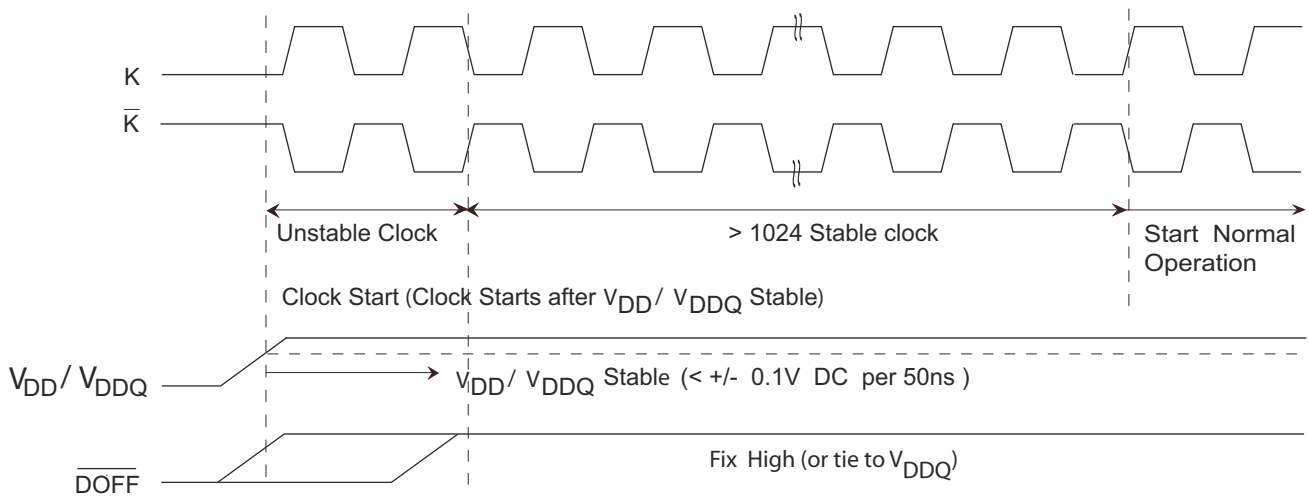 K
K̅
Unstable Clock
> 1024 Stable clock
Start Normal
Operation
Clock Start (Clock Starts after VDD / VDDQ Stable)
VDD / VDDQ
VDD / VDDQ Stable (< +/- 0.1V DC per 50ns )
Fix High (or tie to VDDQ)
D̅O̅F̅F̅